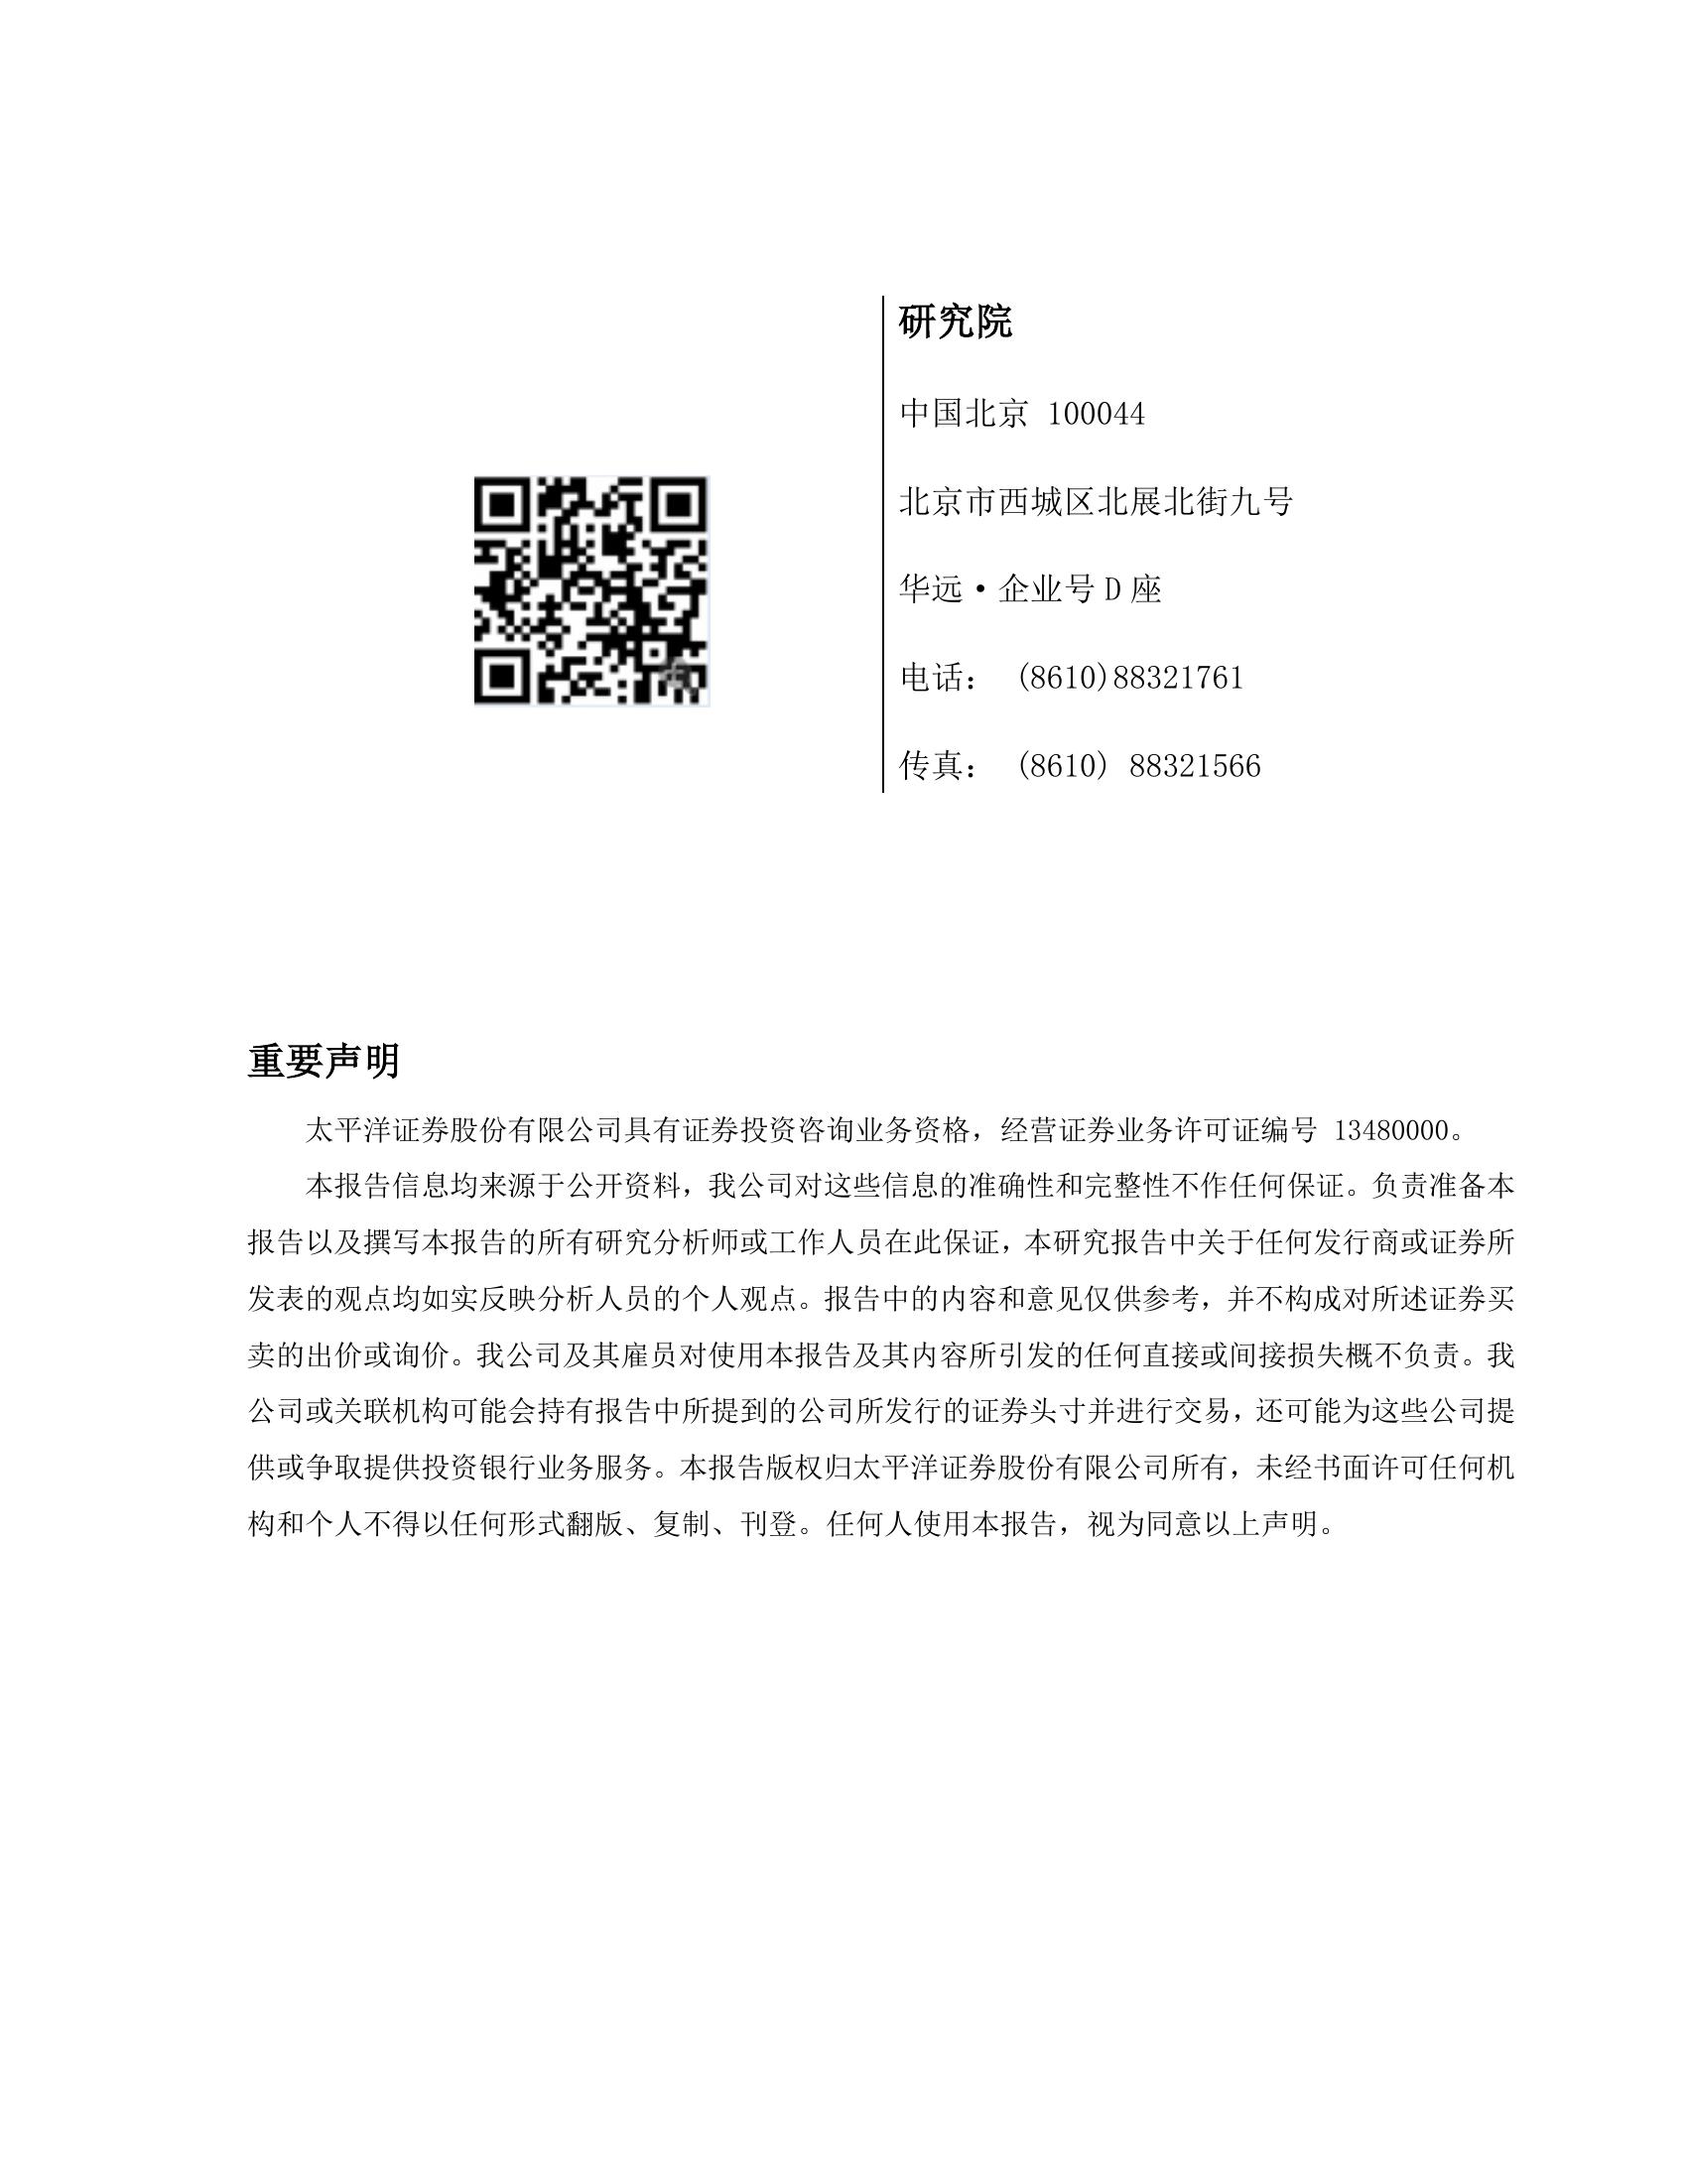 研究院
中国北京 100044
北京市西城区北展北街九号
华远·企业号 D 座
电话： (8610)88321761
传真： (8610) 88321566
重要声明
太平洋证券股份有限公司具有证券投资咨询业务资格，经营证券业务许可证编号 13480000。
本报告信息均来源于公开资料，我公司对这些信息的准确性和完整性不作任何保证。负责准备本
报告以及撰写本报告的所有研究分析师或工作人员在此保证，本研究报告中关于任何发行商或证券所
发表的观点均如实反映分析人员的个人观点。报告中的内容和意见仅供参考，并不构成对所述证券买
卖的出价或询价。我公司及其雇员对使用本报告及其内容所引发的任何直接或间接损失概不负责。我
公司或关联机构可能会持有报告中所提到的公司所发行的证券头寸并进行交易，还可能为这些公司提
供或争取提供投资银行业务服务。本报告版权归太平洋证券股份有限公司所有，未经书面许可任何机
构和个人不得以任何形式翻版、复制、刊登。任何人使用本报告，视为同意以上声明。